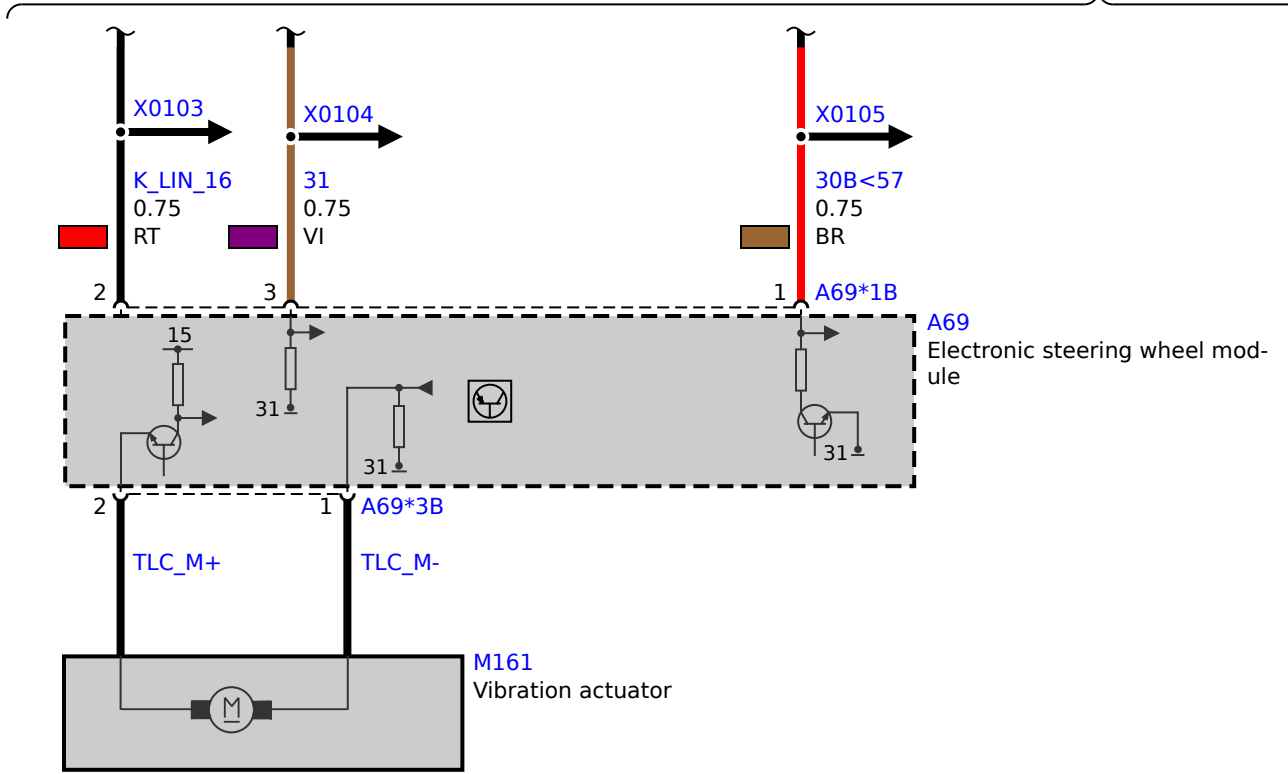 X0103
X0104
X0105
K_LIN_16
31
30B<57
0.75
0.75
0.75
RT
VI
BR
2
3
1
A69*1B
A69
Electronic steering wheel mod-
ule
15
31
31
31
2
1
A69*3B
TLC_M+
TLC_M-
M161
Vibration actuator
M